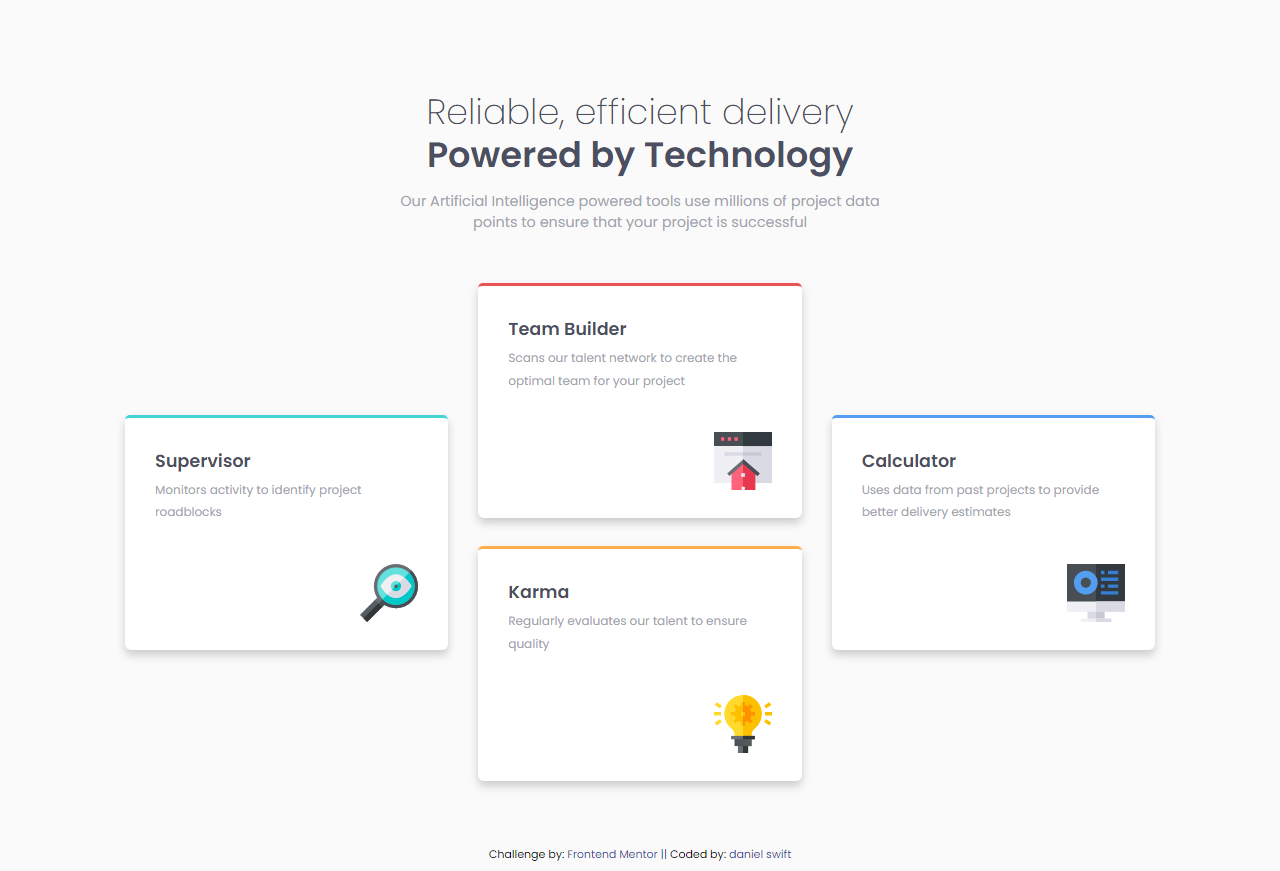 Reliable, efficient delivery
Powered by Technology
Our Artificial Intelligence powered tools use millions of project data
points to ensure that your project is successful
Team Builder
Scans our talent network to create the
optimal team for your project
Supervisor
Monitors activity to identify project
roadblocks
Calculator
Uses data from past projects to provide
better delivery estimates
Karma
Regularly evaluates our talent to ensure
quality
Challenge by: Frontend Mentor || Coded by: daniel swift